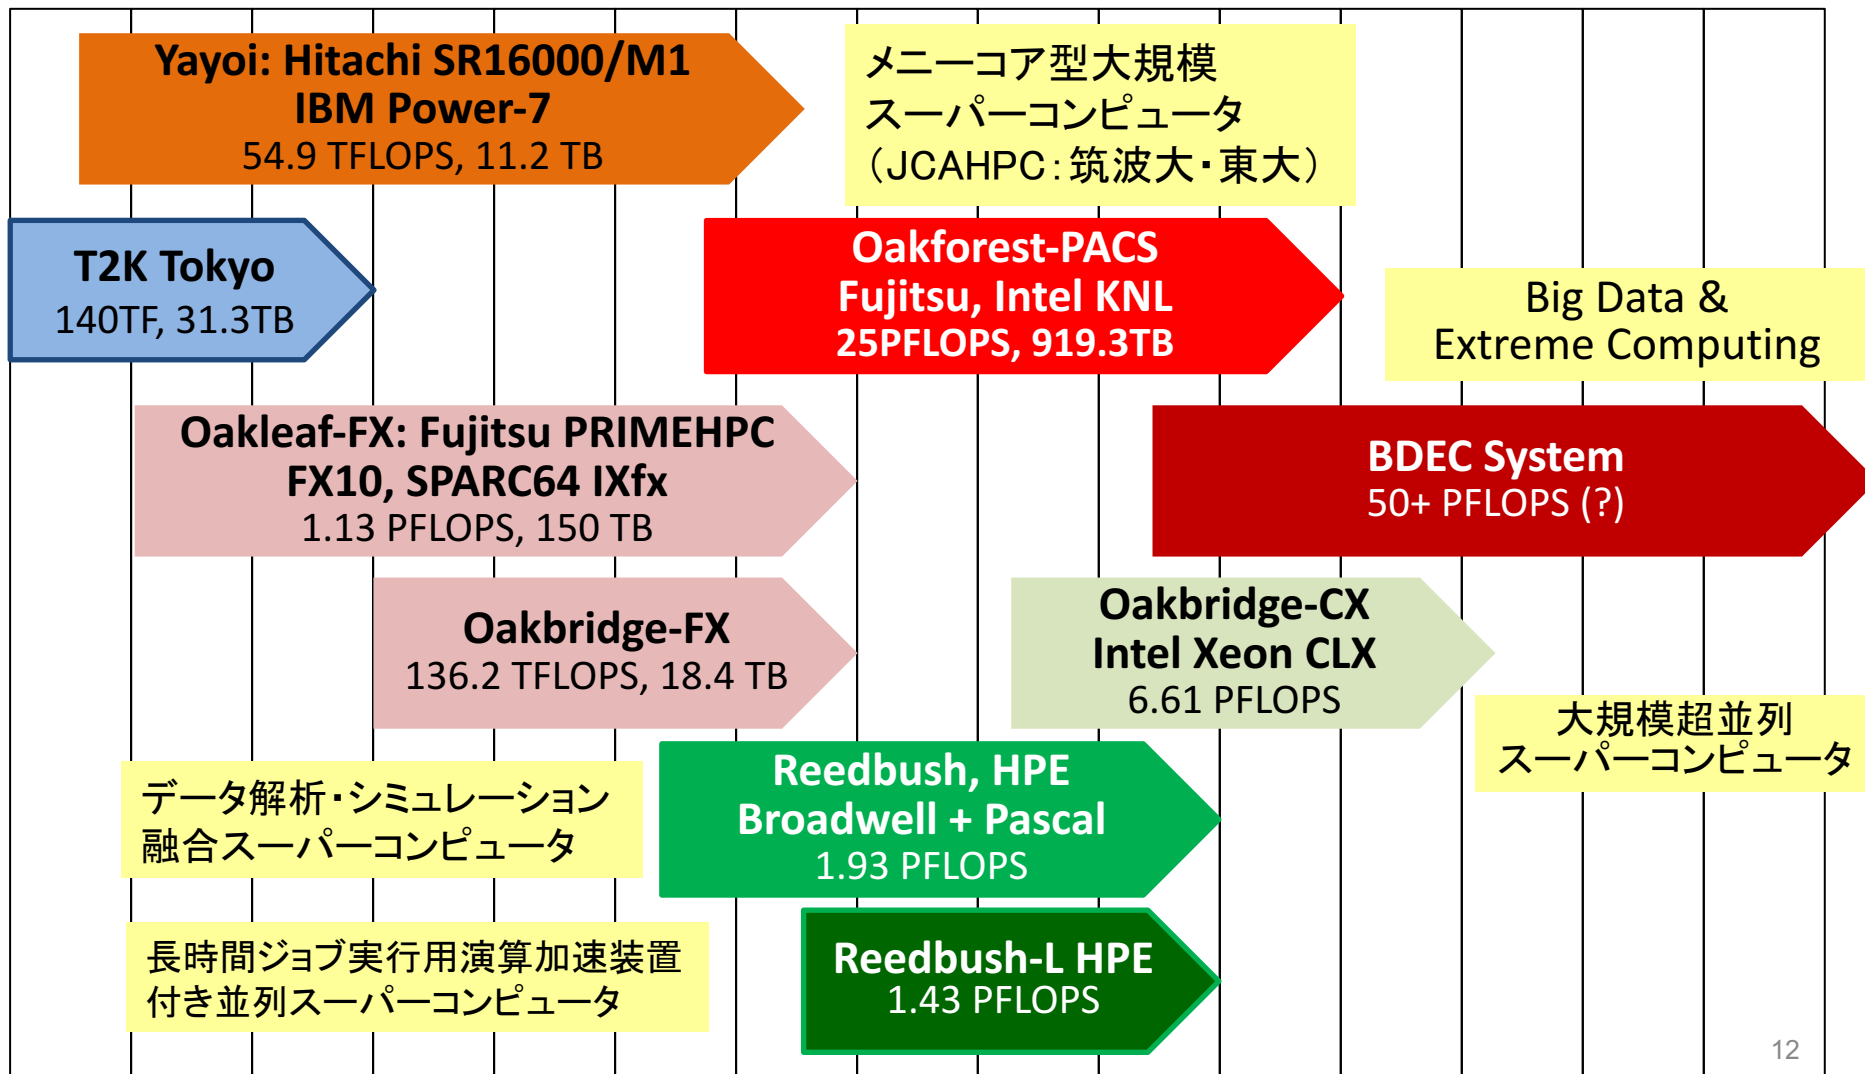 Yayoi: Hitachi SR16000/M1
IBM Power-7
54.9 TFLOPS, 11.2 TB
メニーコア型大規模
スーパーコンピュータ
（JCAHPC：筑波大・東大）
T2K Tokyo
140TF, 31.3TB
Oakforest-PACS
Fujitsu, Intel KNL
25PFLOPS, 919.3TB
Big Data &
Extreme Computing
Oakleaf-FX: Fujitsu PRIMEHPC
FX10, SPARC64 IXfx
1.13 PFLOPS, 150 TB
BDEC System
50+ PFLOPS (?)
Oakbridge-FX
136.2 TFLOPS, 18.4 TB
Oakbridge-CX
Intel Xeon CLX
6.61 PFLOPS
大規模超並列
スーパーコンピュータ
データ解析・シミュレーション
融合スーパーコンピュータ
Reedbush, HPE
Broadwell + Pascal
1.93 PFLOPS
長時間ジョブ実行用演算加速装置
付き並列スーパーコンピュータ
Reedbush-L HPE
1.43 PFLOPS
12